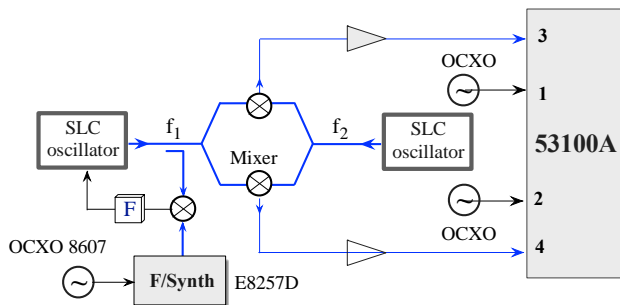 3
OCXO
1
f1
f2
SLC
oscillator
SLC
oscillator
Mixer
53100A
F
2
OCXO
OCXO 8607
4
F/Synth
E8257D